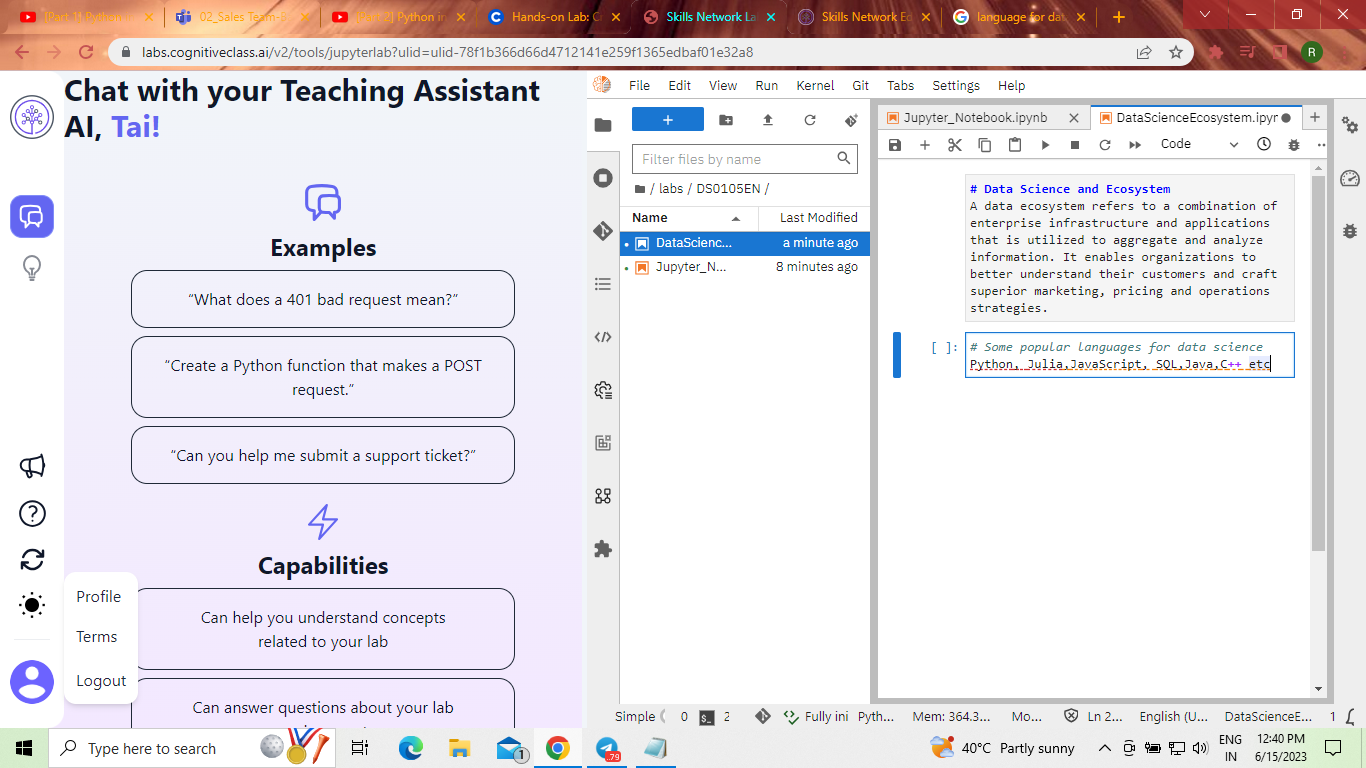 [Part 1] Python i
02_Sales Team-
[Part 2] Python in
Hands-on Lab: C
Skills Network La
Skills Network Ed
language for dat
labs.cognitiveclass.ai/v2/tools/jupyterlab?ulid=ulid-78f1b366d66d4712141e259f1365edbaf01e32a8
R
Chat with your Teaching Assistant
AI, Tai!
Examples
“What does a 401 bad request mean?”
“Create a Python function that makes a POST
request.”
“Can you help me submit a support ticket?”
Capabilities
Can help you understand concepts
related to your lab
Can answer questions about your lab
Profile
Terms
Logout
File Edit View Run Kernel Git Tabs Settings Help
Filter files by name
/ labs / DS0105EN /
Name Last Modified
DataScienc... a minute ago
Jupyter_N... 8 minutes ago
Jupyter_Notebook.ipynb
DataScienceEcosystem.ipyr
Code
# Data Science and Ecosystem
A data ecosystem refers to a combination of
enterprise infrastructure and applications
that is utilized to aggregate and analyze
information. It enables organizations to
better understand their customers and craft
superior marketing, pricing and operations
strategies.
[ ]:
# Some popular languages for data science
Python, Julia,JavaScript, SQL,Java,C++ etc
Simple 0 2 Fully ini Pyth... Mem: 364.3... Mo... Ln 2... English (U... DataScienceE... 1
Type here to search
1
.79
40°C Partly sunny
ENG
IN
12:40 PM
6/15/2023